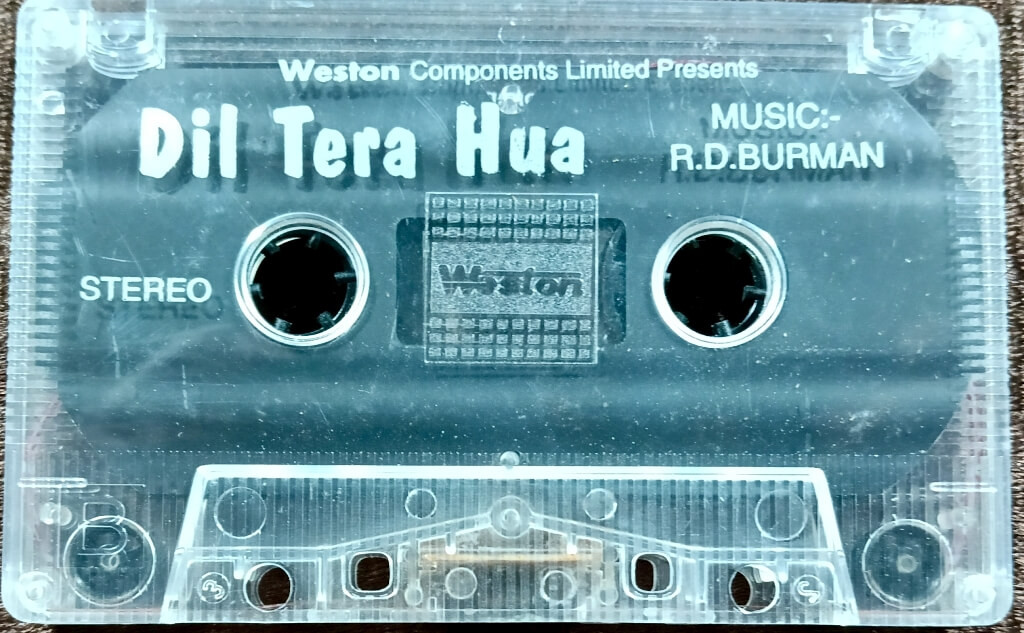 Weston Components Limited Presents
Dil Tera Hua
MUSIC:-
R.D.BURMAN
STEREO
Weston
B